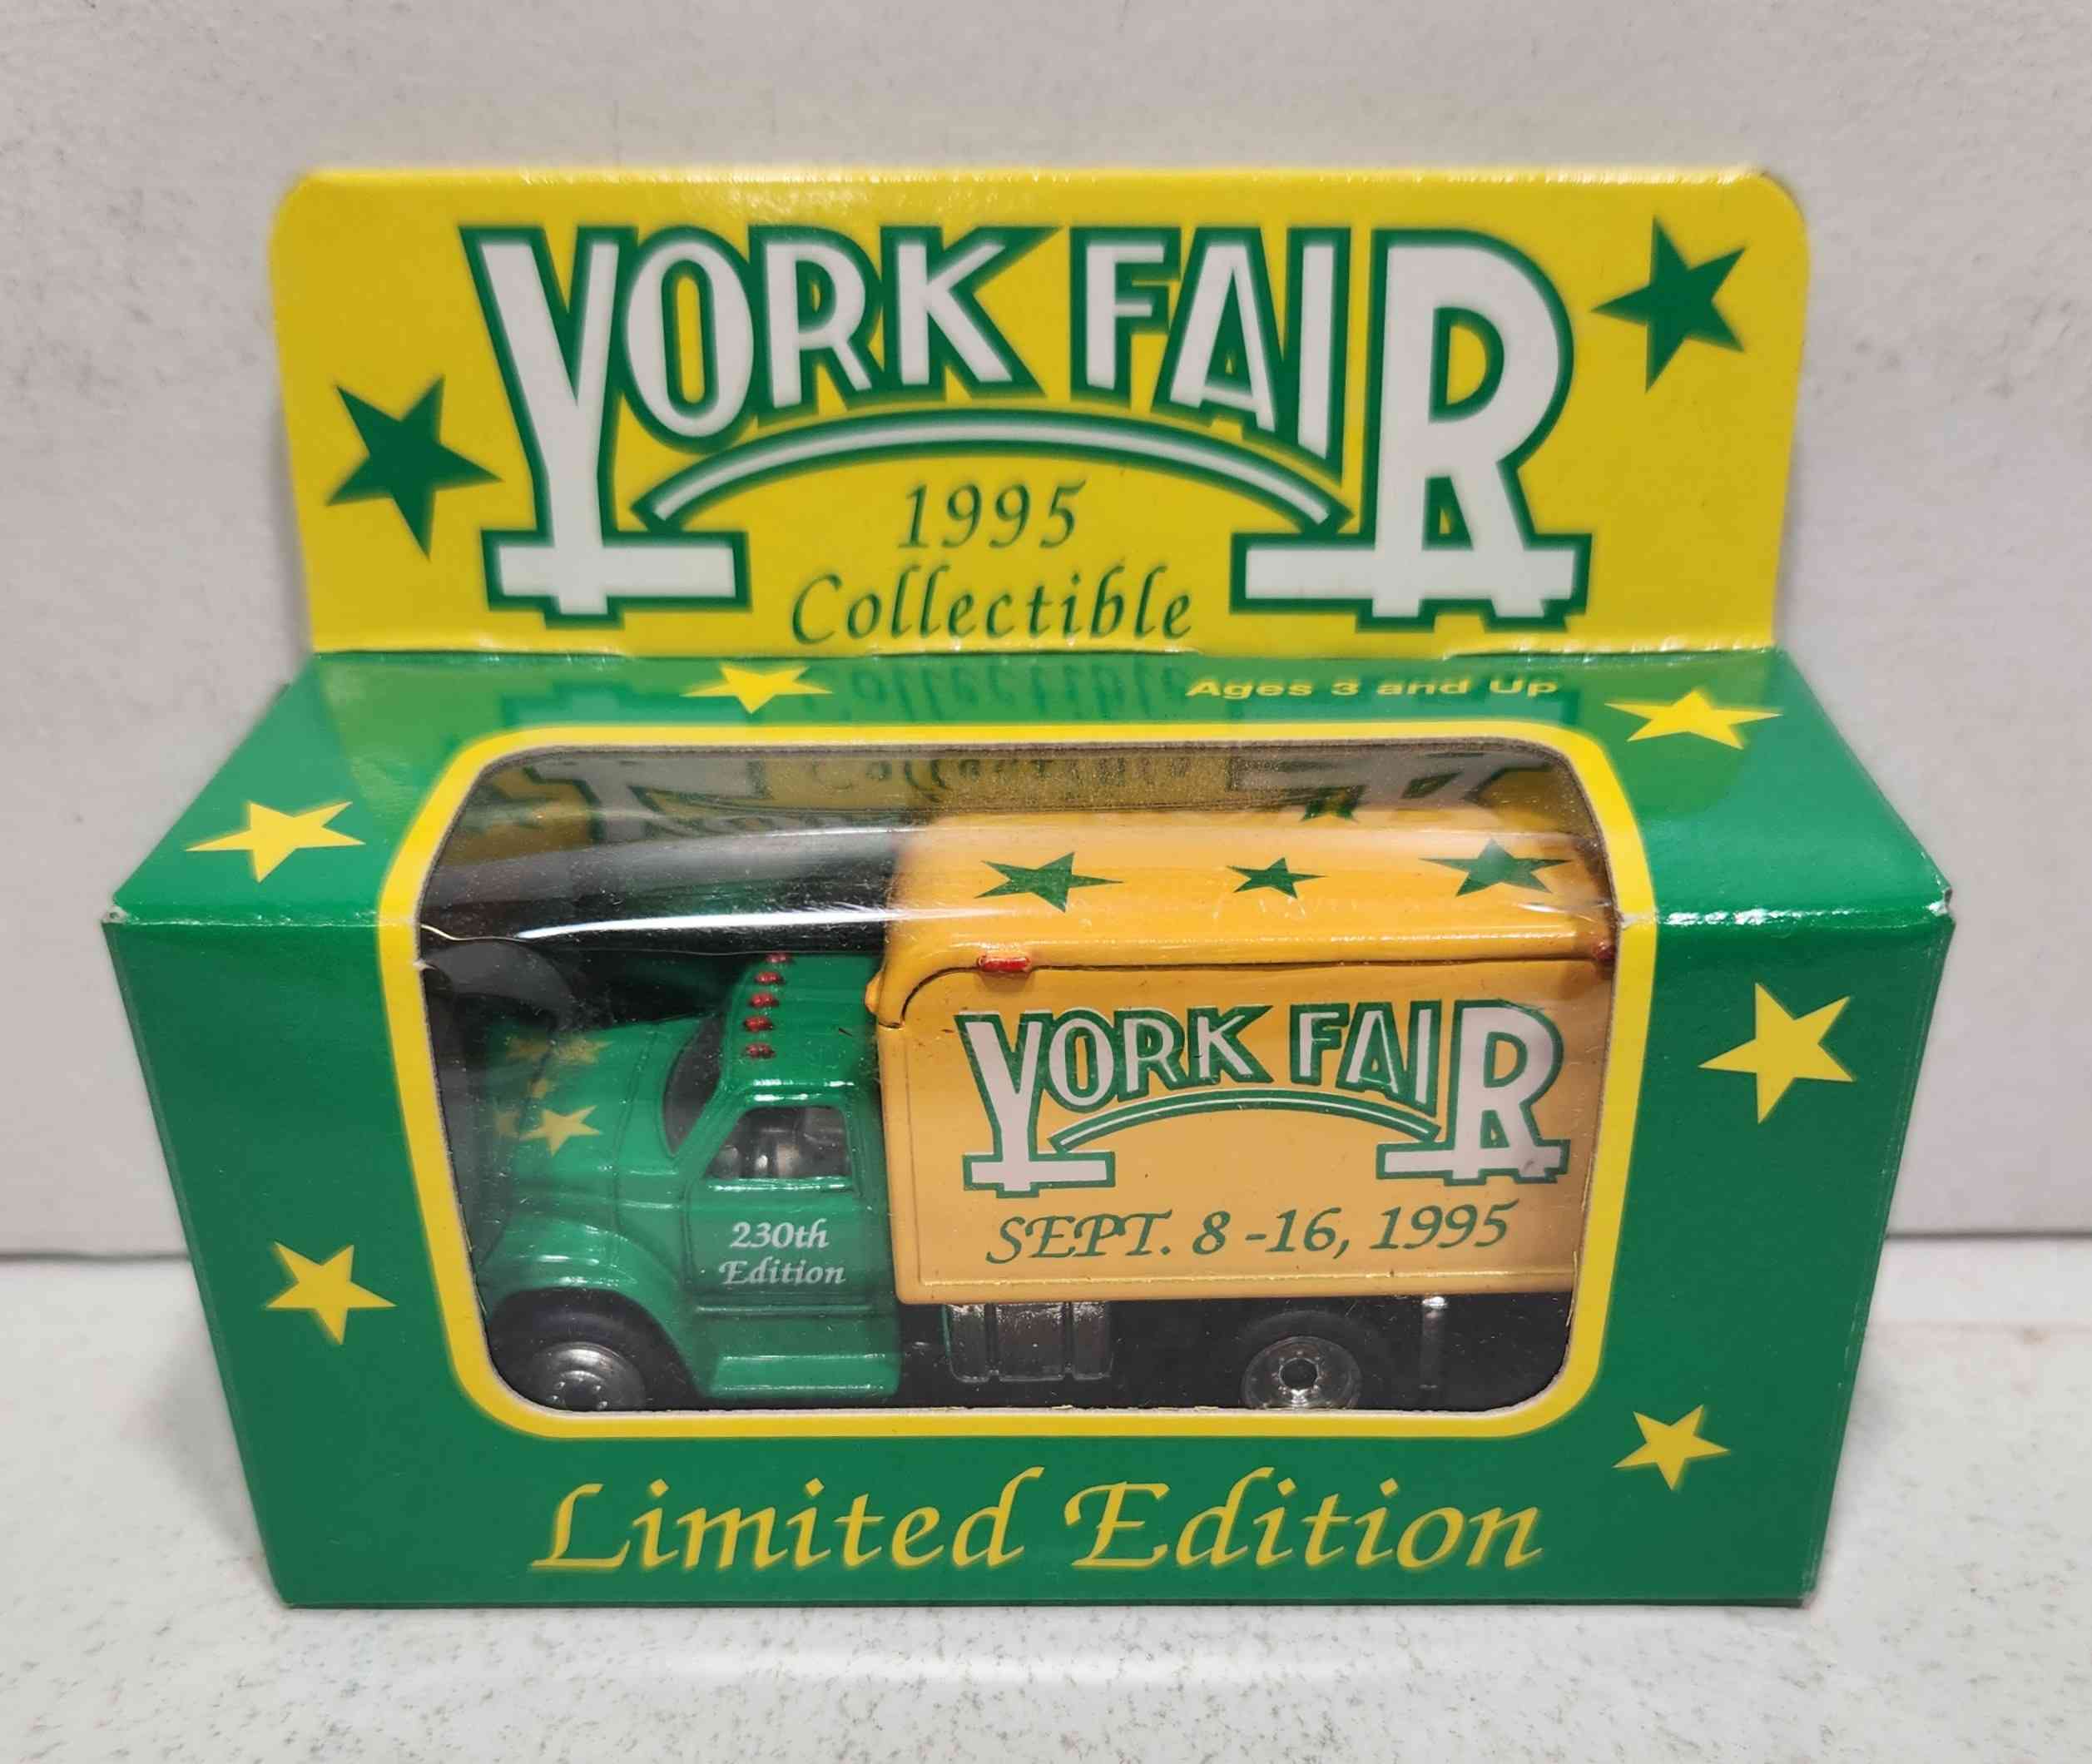 YORK FAIR
1995
Collectible
Ages 3 and Up
YORK FAIR
SEPT. 8 -16, 1995
230th
Edition
Limited Edition